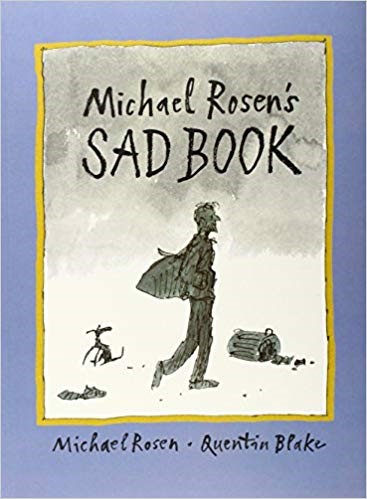 Michael Rosen's
SAD BOOK
Michael Rosen · Quentin Blake